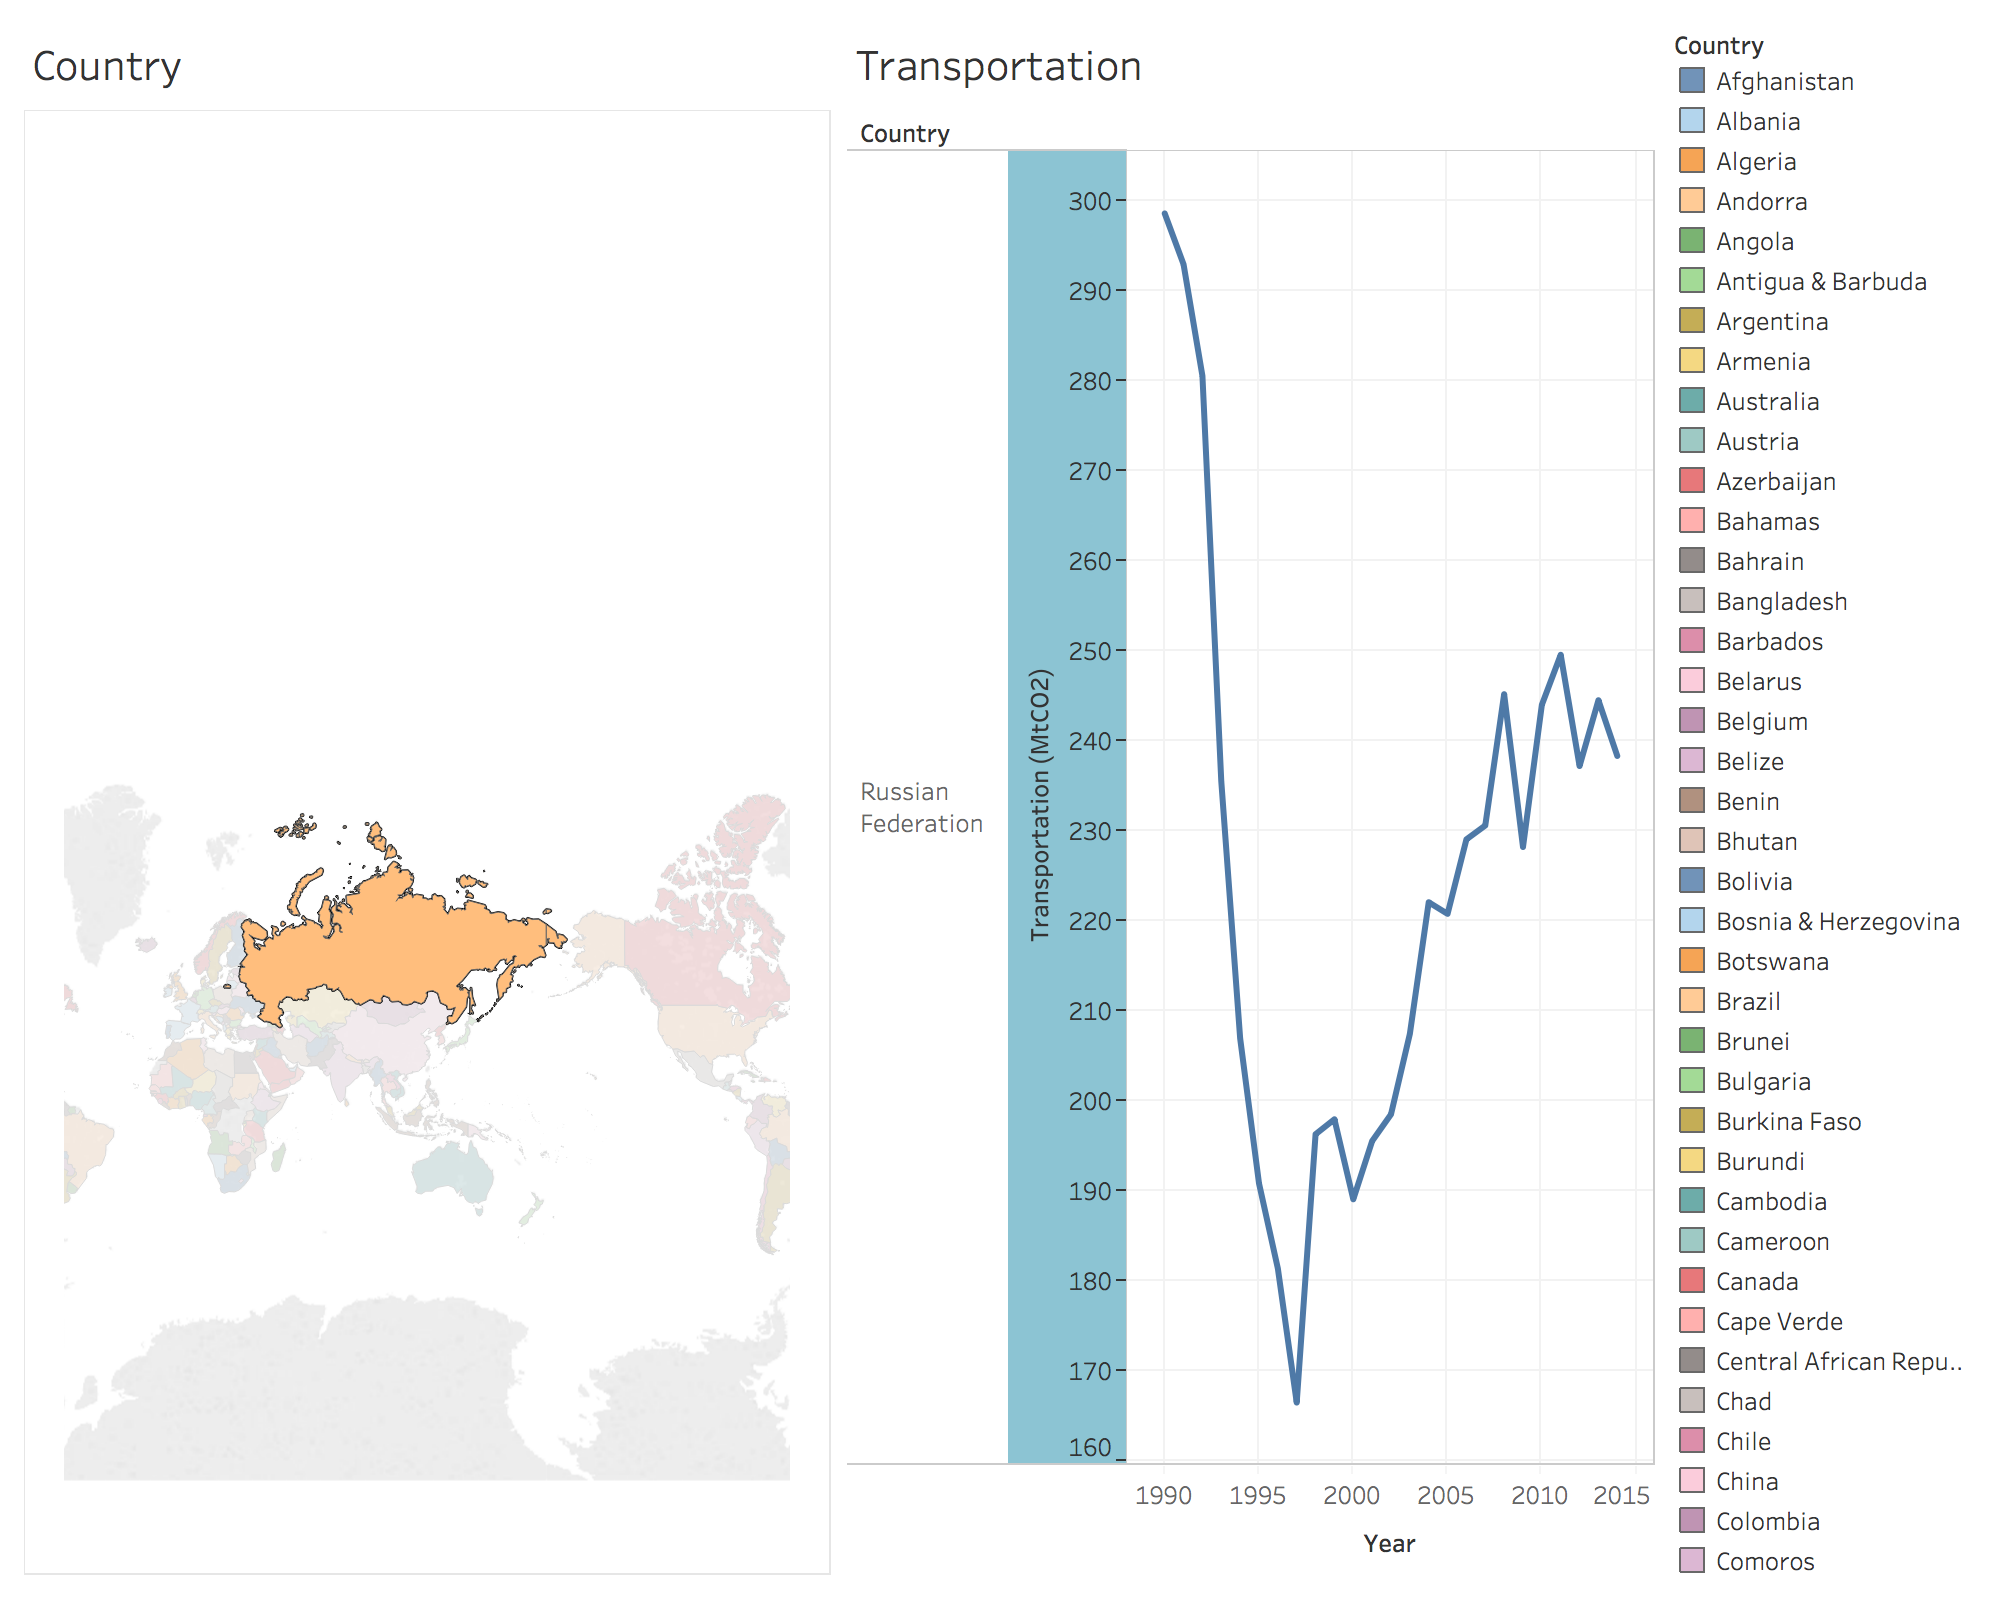 Country
Transportation
Country
Russian
Federation
Transportation (MtCO2)
300
290
280
270
260
250
240
230
220
210
200
190
180
170
160
1990 1995 2000 2005 2010 2015
Year
Country
Afghanistan
Albania
Algeria
Andorra
Angola
Antigua & Barbuda
Argentina
Armenia
Australia
Austria
Azerbaijan
Bahamas
Bahrain
Bangladesh
Barbados
Belarus
Belgium
Belize
Benin
Bhutan
Bolivia
Bosnia & Herzegovina
Botswana
Brazil
Brunei
Bulgaria
Burkina Faso
Burundi
Cambodia
Cameroon
Canada
Cape Verde
Central African Repu..
Chad
Chile
China
Colombia
Comoros